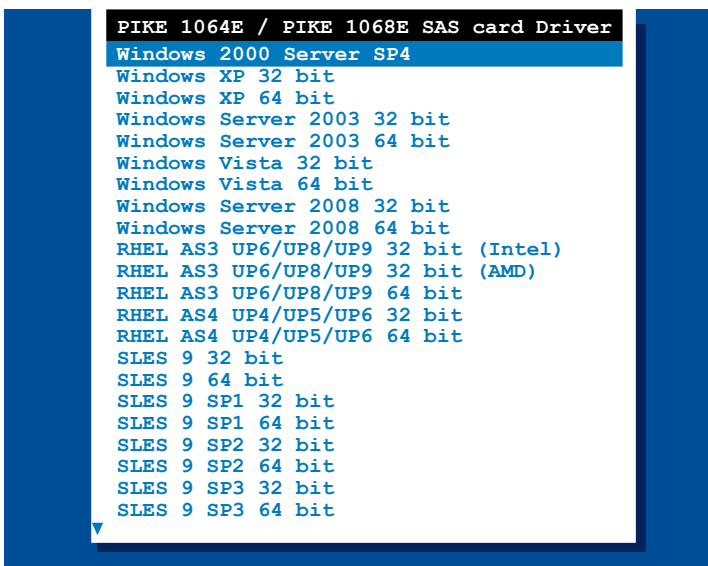 PIKE 1064E / PIKE 1068E SAS card Driver
Windows 2000 Server SP4
Windows XP 32 bit
Windows XP 64 bit
Windows Server 2003 32 bit
Windows Server 2003 64 bit
Windows Vista 32 bit
Windows Vista 64 bit
Windows Server 2008 32 bit
Windows Server 2008 64 bit
RHEL AS3 UP6/UP8/UP9 32 bit (Intel)
RHEL AS3 UP6/UP8/UP9 32 bit (AMD)
RHEL AS3 UP6/UP8/UP9 64 bit
RHEL AS4 UP4/UP5/UP6 32 bit
RHEL AS4 UP4/UP5/UP6 64 bit
SLES 9 32 bit
SLES 9 64 bit
SLES 9 SP1 32 bit
SLES 9 SP1 64 bit
SLES 9 SP2 32 bit
SLES 9 SP2 64 bit
SLES 9 SP3 32 bit
SLES 9 SP3 64 bit